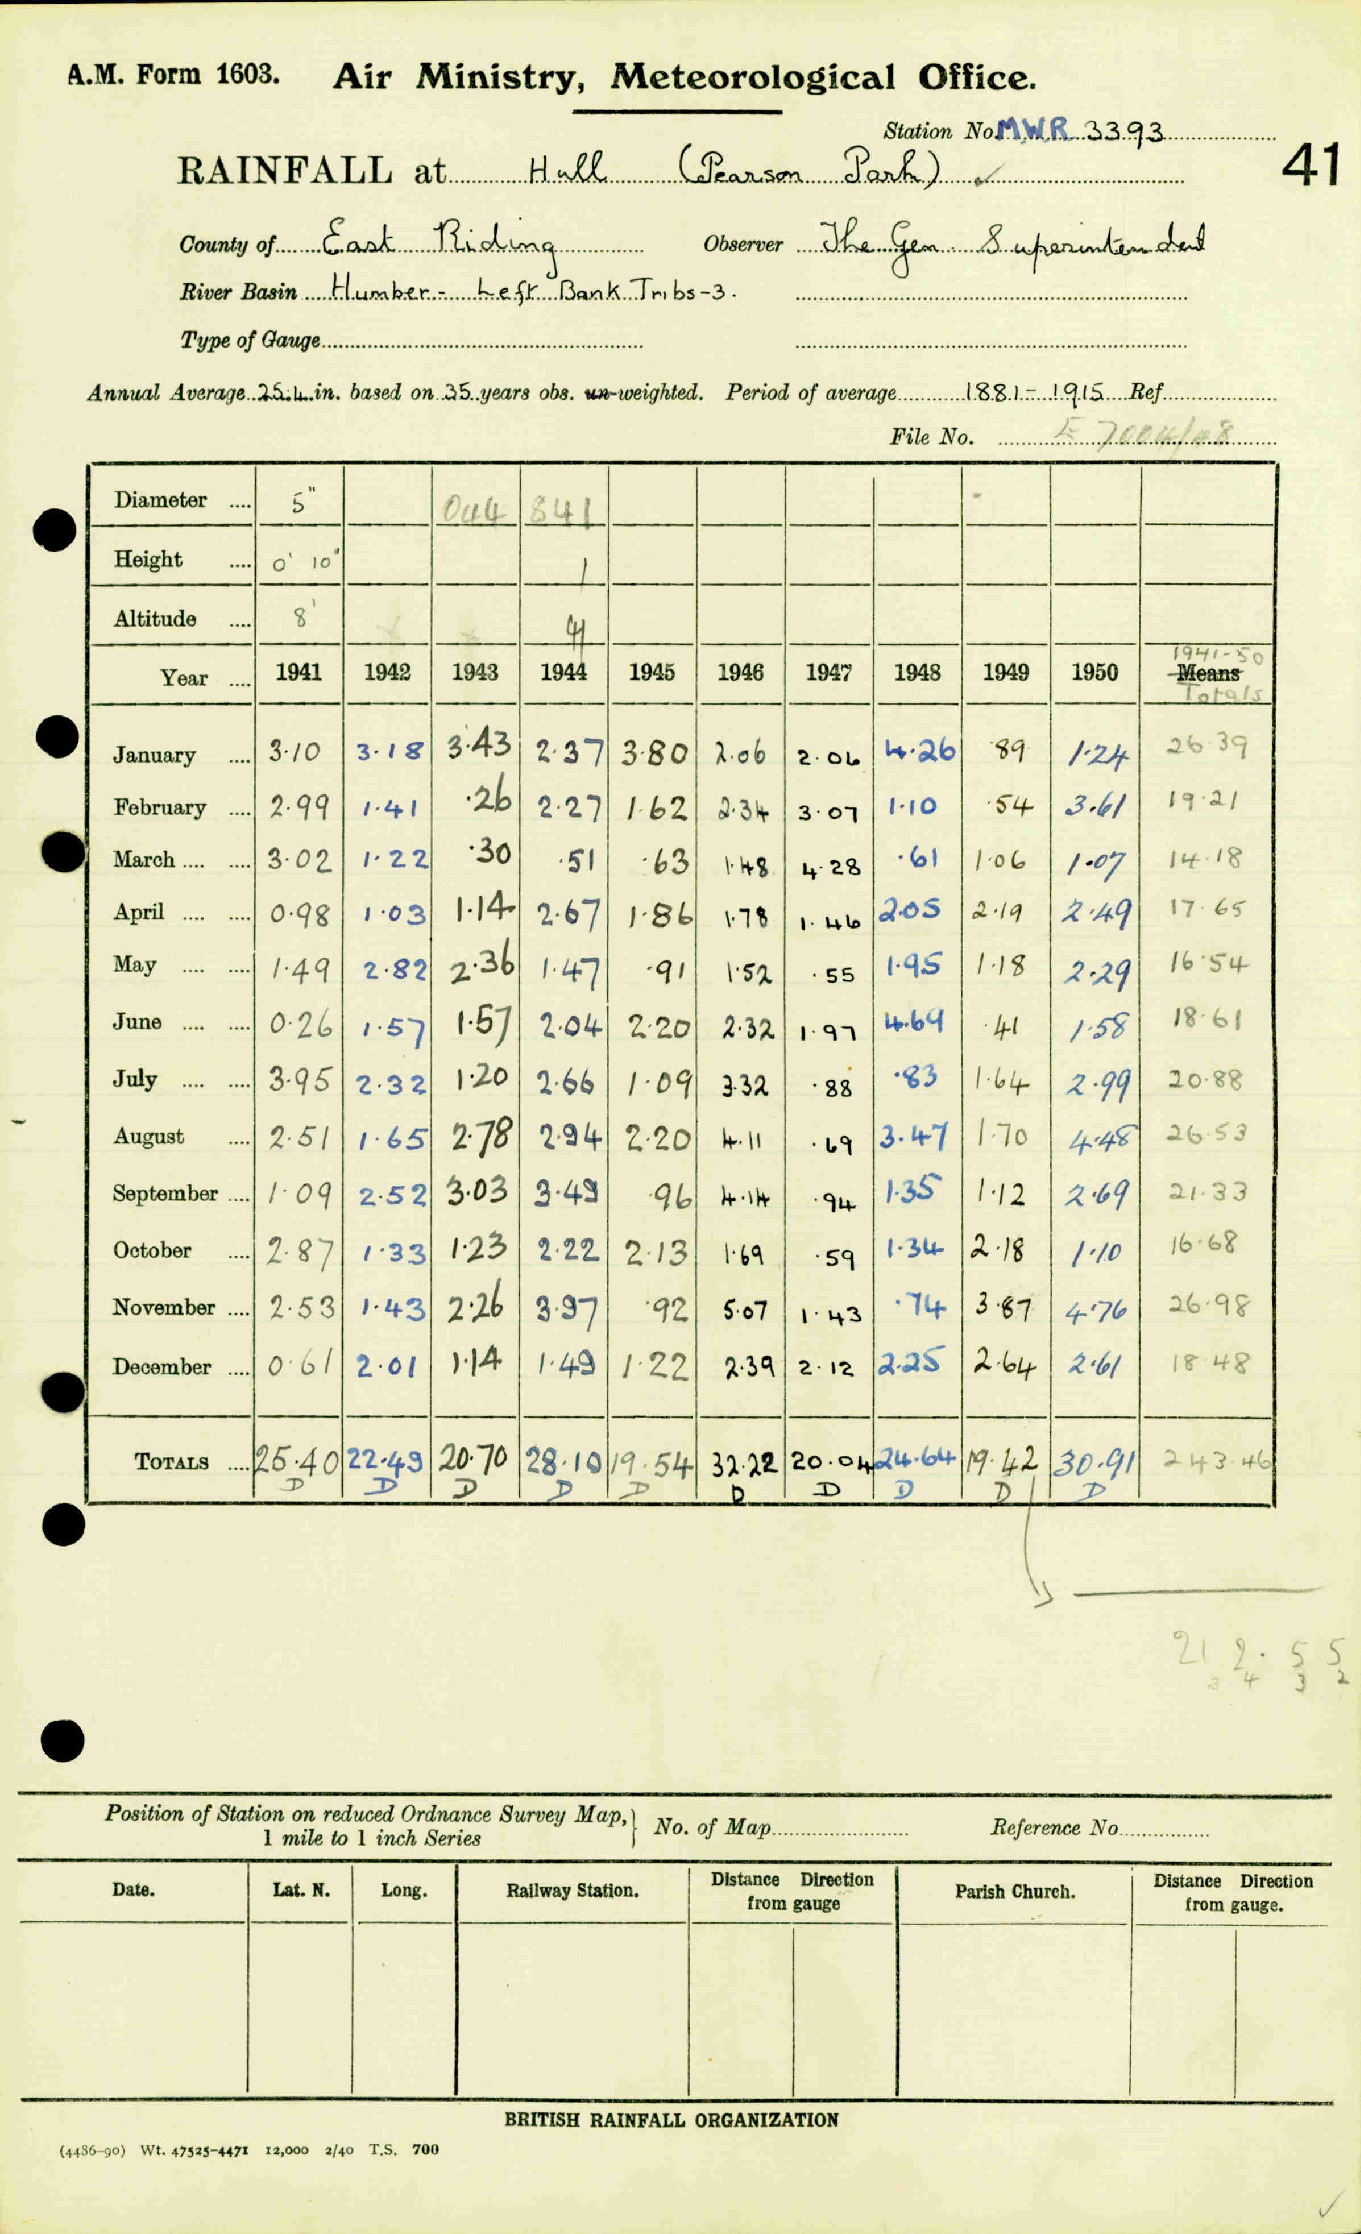 A.M. Form 1603. Air Ministry, Meteorological Office.
Station No. MWR 3393
41
RAINFALL at Hull (Pearson Park) ✓
County of East Riding Observer The Gen. Superintendent
River Basin Humber - Left Bank Tribs-3.
Type of Gauge
Annual Average 25.4 in. based on 35 years obs. un-weighted. Period of average 1881-1915 Ref.
File No.
Diameter .... 5" 044 841
Height .... 0' 10" 1
Altitude .... 8'
1941-50
Year .... 1941 1942 1943 1944 1945 1946 1947 1948 1949 1950 Means
Totals
January .... 3.10 3.18 3.43 2.37 3.80 2.06 2.06 4.26 .89 1.24 26.39
February .... 2.99 1.41 .26 2.27 1.62 2.34 3.07 1.10 .54 3.61 19.21
March .... .... 3.02 1.22 .30 .51 .63 1.48 4.28 .61 1.06 1.07 14.18
April .... .... 0.98 1.03 1.14 2.67 1.86 1.78 1.46 2.05 2.19 2.49 17.65
May .... .... 1.49 2.82 2.36 1.47 .91 1.52 .55 1.95 1.18 2.29 16.54
June .... .... 0.26 1.57 1.57 2.04 2.20 2.32 1.97 4.69 .41 1.58 18.61
July .... .... 3.95 2.32 1.20 2.66 1.09 3.32 .88 .83 1.64 2.99 20.88
August .... 2.51 1.65 2.78 2.94 2.20 4.11 .69 3.47 1.70 4.48 26.53
September .... 1.09 2.52 3.03 3.49 .96 4.14 .94 1.35 1.12 2.69 21.33
October .... 2.87 1.33 1.23 2.22 2.13 1.69 .59 1.34 2.18 1.10 16.68
November .... 2.53 1.43 2.26 3.97 .92 5.07 1.43 .74 3.87 4.76 26.98
December .... 0.61 2.01 1.14 1.49 1.22 2.39 2.12 2.25 2.64 2.61 18.48
TOTALS .... 25.40 22.49 20.70 28.10 19.54 32.22 20.04 24.64 19.42 30.91 243.46
D D D D D D D D D D
Position of Station on reduced Ordnance Survey Map,
1 mile to 1 inch Series
No. of Map Reference No.
Date. Lat. N. Long. Railway Station. Distance Direction from gauge Parish Church. Distance Direction from gauge.
BRITISH RAINFALL ORGANIZATION
(4486-90) Wt. 47525-4471 12,000 2/40 T.S. 700
✓